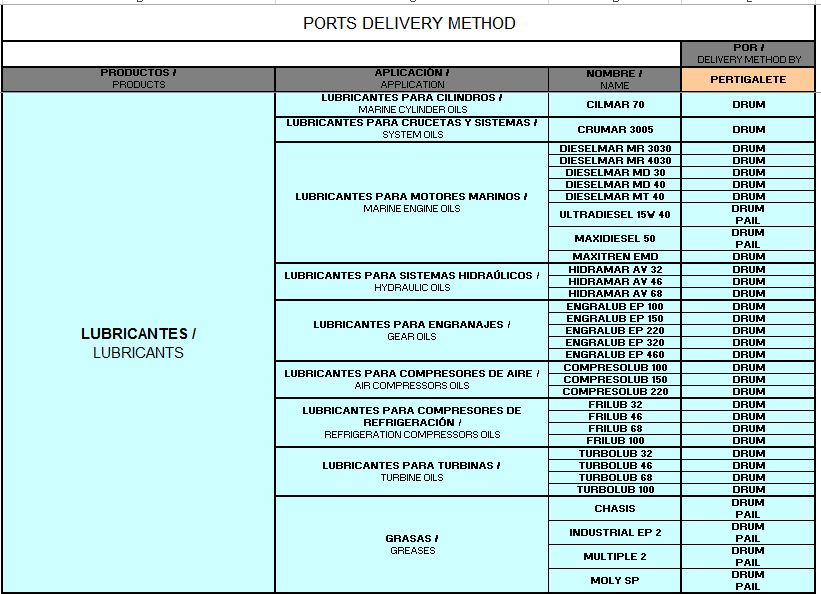 PORTS DELIVERY METHOD
POR /
DELIVERY METHOD BY
PRODUCTOS /
PRODUCTS
APLICACIÓN /
APPLICATION
NOMBRE /
NAME
PERTIGALETE
LUBRICANTES /
LUBRICANTS
LUBRICANTES PARA CILINDROS /
MARINE CYLINDER OILS
CILMAR 70 DRUM
LUBRICANTES PARA CRUCETAS Y SISTEMAS /
SYSTEM OILS
CRUMAR 3005 DRUM
LUBRICANTES PARA MOTORES MARINOS /
MARINE ENGINE OILS
DIESELMAR MR 3030 DRUM
DIESELMAR MR 4030 DRUM
DIESELMAR MD 30 DRUM
DIESELMAR MD 40 DRUM
DIESELMAR MT 40 DRUM
ULTRADIESEL 15W 40 DRUM
PAIL
MAXIDIESEL 50 DRUM
PAIL
MAXITREN EMD DRUM
LUBRICANTES PARA SISTEMAS HIDRAÚLICOS /
HYDRAULIC OILS
HIDRAMAR AV 32 DRUM
HIDRAMAR AV 46 DRUM
HIDRAMAR AV 68 DRUM
LUBRICANTES PARA ENGRANAJES /
GEAR OILS
ENGRALUB EP 100 DRUM
ENGRALUB EP 150 DRUM
ENGRALUB EP 220 DRUM
ENGRALUB EP 320 DRUM
ENGRALUB EP 460 DRUM
LUBRICANTES PARA COMPRESORES DE AIRE /
AIR COMPRESSORS OILS
COMPRESOLUB 100 DRUM
COMPRESOLUB 150 DRUM
COMPRESOLUB 220 DRUM
LUBRICANTES PARA COMPRESORES DE
REFRIGERACIÓN /
REFRIGERATION COMPRESSORS OILS
FRILUB 32 DRUM
FRILUB 46 DRUM
FRILUB 68 DRUM
FRILUB 100 DRUM
LUBRICANTES PARA TURBINAS /
TURBINE OILS
TURBOLUB 32 DRUM
TURBOLUB 46 DRUM
TURBOLUB 68 DRUM
TURBOLUB 100 DRUM
GRASAS /
GREASES
CHASIS DRUM
PAIL
INDUSTRIAL EP 2 DRUM
PAIL
MULTIPLE 2 DRUM
PAIL
MOLY SP DRUM
PAIL